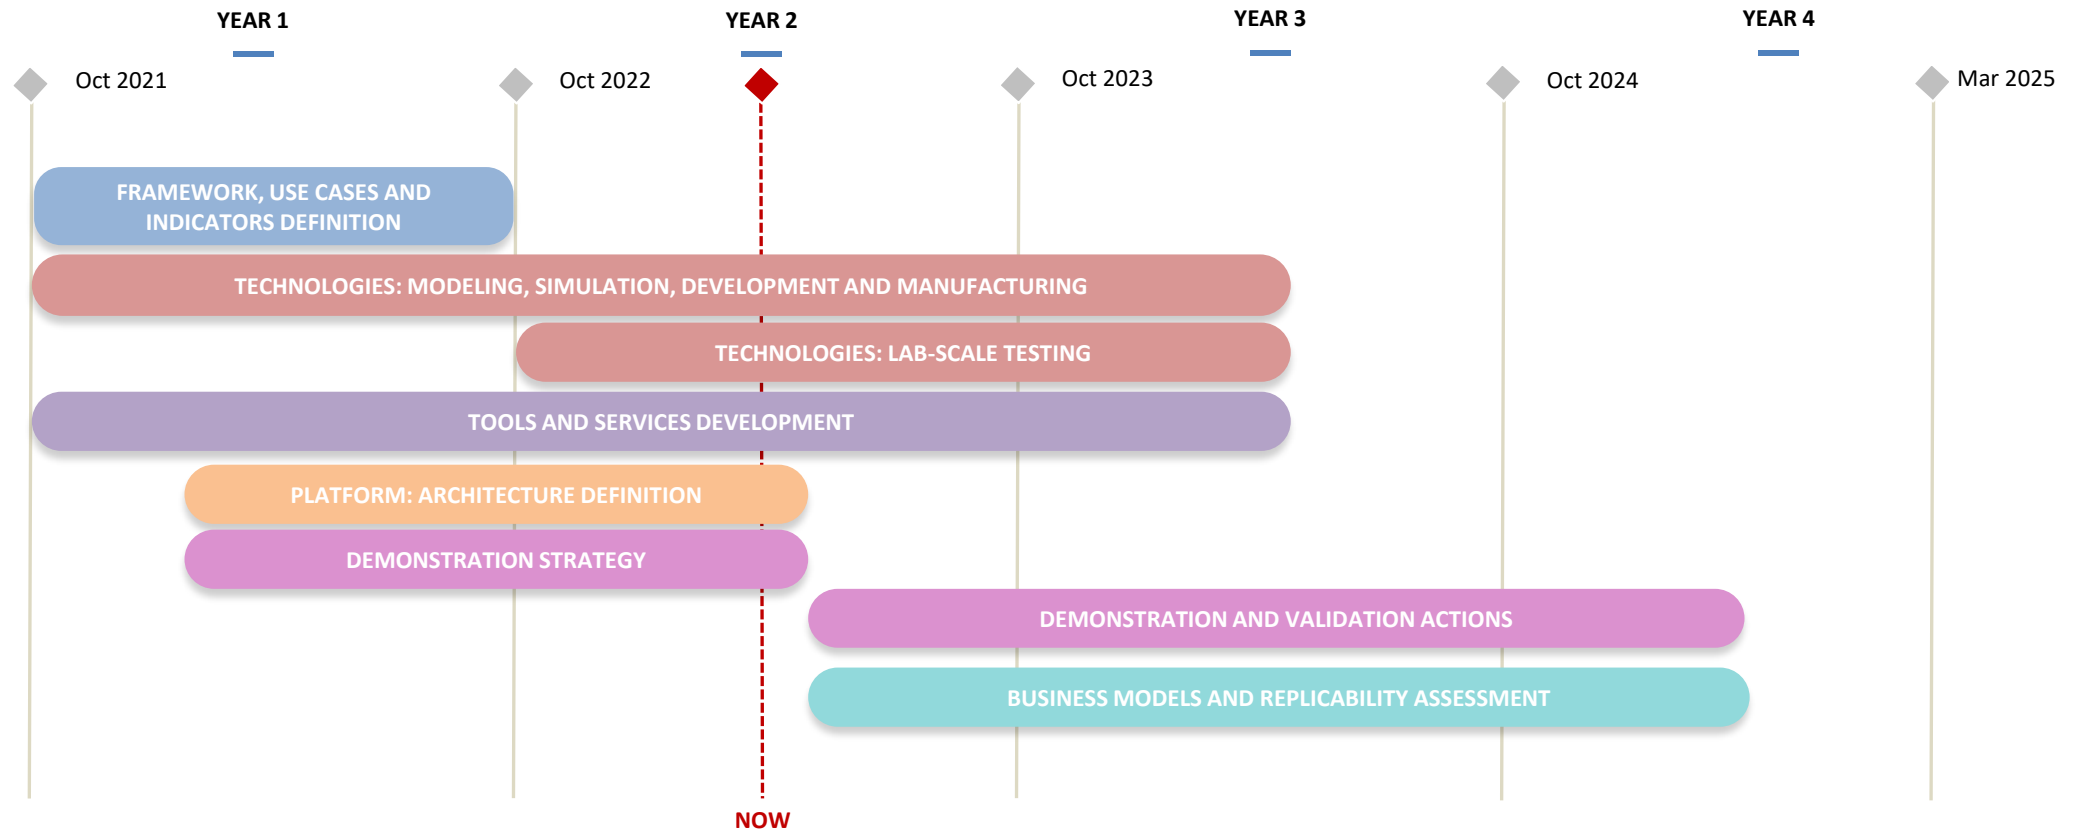 YEAR 1
YEAR 2
YEAR 3
YEAR 4
Oct 2021
Oct 2022
Oct 2023
Oct 2024
Mar 2025
FRAMEWORK, USE CASES AND
INDICATORS DEFINITION
TECHNOLOGIES: MODELING, SIMULATION, DEVELOPMENT AND MANUFACTURING
TECHNOLOGIES: LAB-SCALE TESTING
TOOLS AND SERVICES DEVELOPMENT
PLATFORM: ARCHITECTURE DEFINITION
DEMONSTRATION STRATEGY
DEMONSTRATION AND VALIDATION ACTIONS
BUSINESS MODELS AND REPLICABILITY ASSESSMENT
NOW